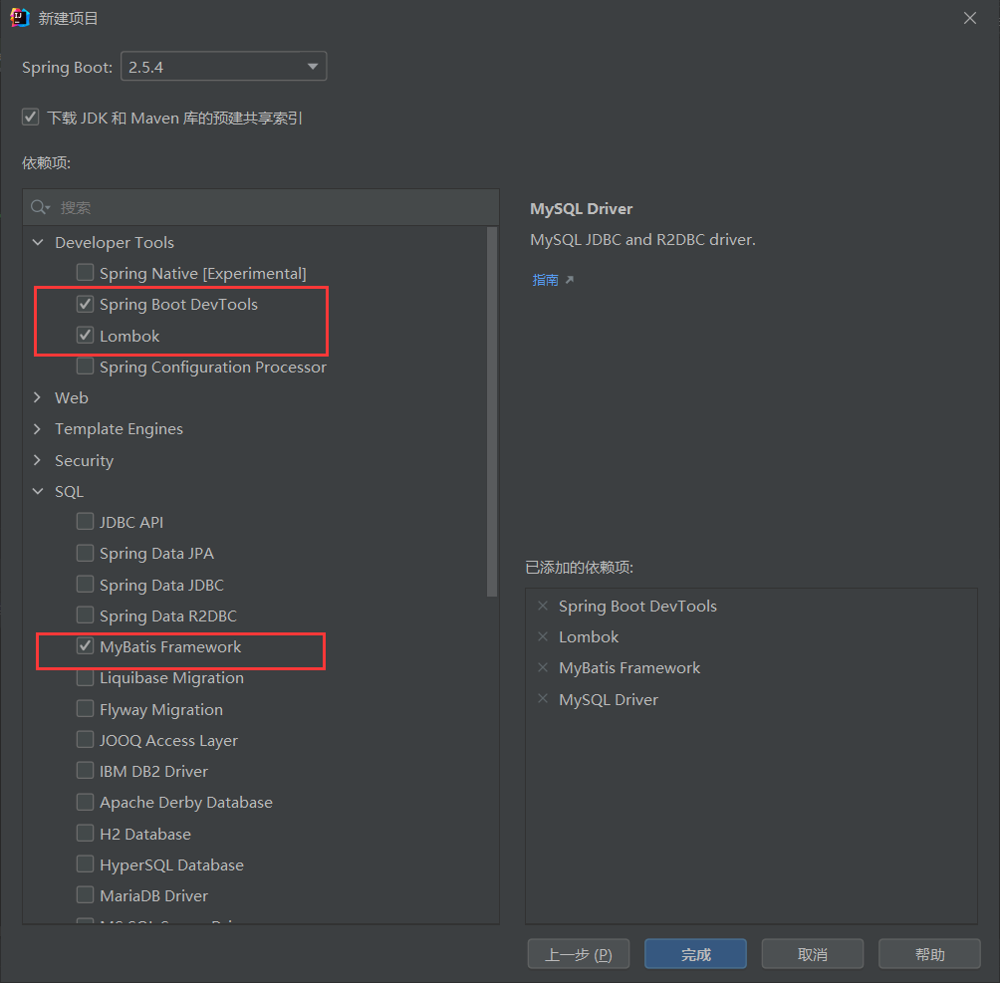 新建项目
Spring Boot: 2.5.4
下载 JDK 和 Maven 库的预建共享索引
依赖项:
搜索
Developer Tools
Spring Native [Experimental]
Spring Boot DevTools
Lombok
Spring Configuration Processor
Web
Template Engines
Security
SQL
JDBC API
Spring Data JPA
Spring Data JDBC
Spring Data R2DBC
MyBatis Framework
Liquibase Migration
Flyway Migration
JOOQ Access Layer
IBM DB2 Driver
Apache Derby Database
H2 Database
HyperSQL Database
MariaDB Driver
MySQL Driver
MySQL JDBC and R2DBC driver.
指南
已添加的依赖项:
Spring Boot DevTools
Lombok
MyBatis Framework
MySQL Driver
上一步 (P) 完成 取消 帮助